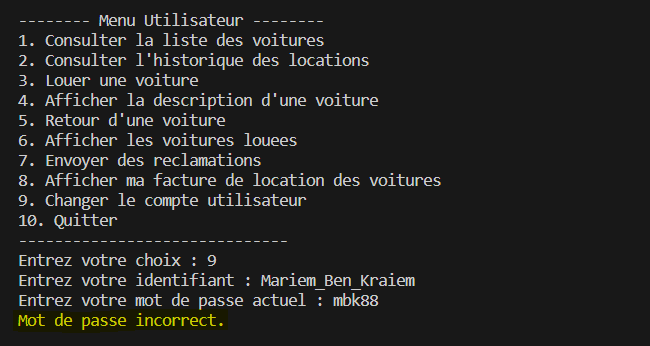 -------- Menu Utilisateur --------
1. Consulter la liste des voitures
2. Consulter l'historique des locations
3. Louer une voiture
4. Afficher la description d'une voiture
5. Retour d'une voiture
6. Afficher les voitures louees
7. Envoyer des reclamations
8. Afficher ma facture de location des voitures
9. Changer le compte utilisateur
10. Quitter
------------------------------
Entrez votre choix : 9
Entrez votre identifiant : Mariem_Ben_Kraiem
Entrez votre mot de passe actuel : mbk88
Mot de passe incorrect.